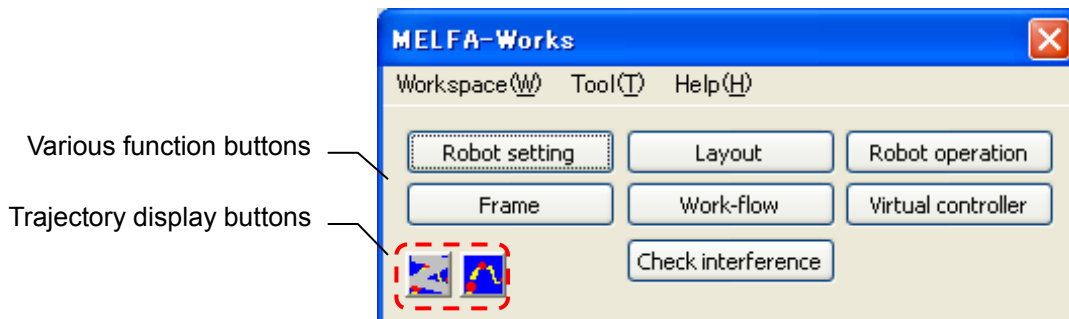 MELFA-Works
Workspace(W) Tool(T) Help(H)
Various function buttons
Robot setting Layout Robot operation
Frame Work-flow Virtual controller
Trajectory display buttons
Check interference